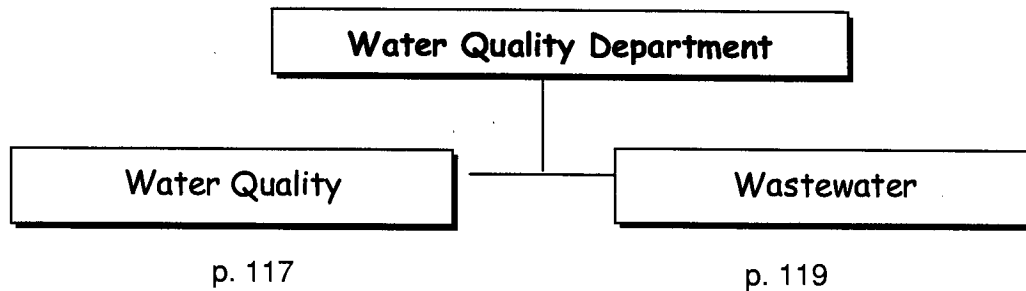 Water Quality Department
Water Quality
Wastewater
p. 117
p. 119